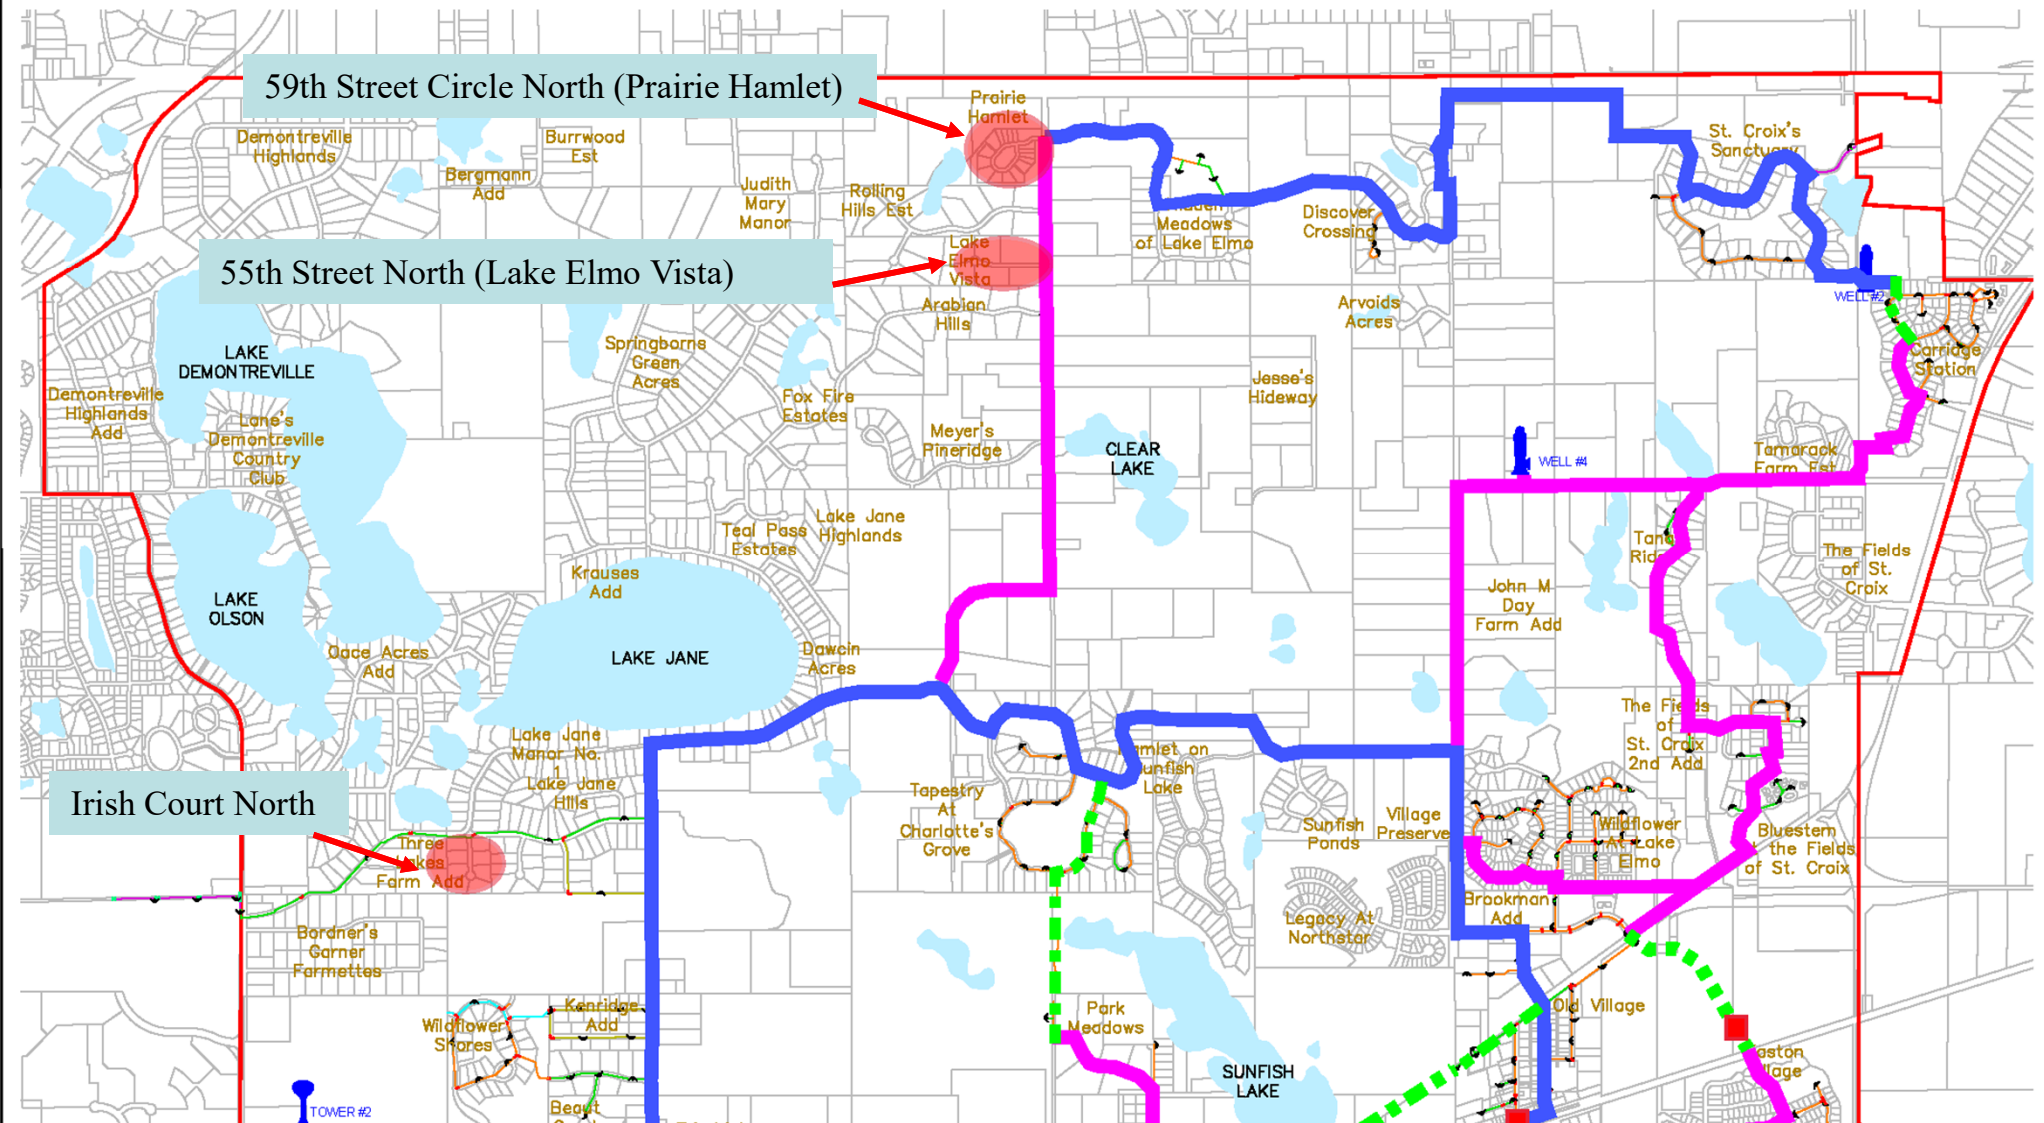 59th Street Circle North (Prairie Hamlet)
Prairie
Hamlet
Demontreville
Highlands
Burrwood
Est
Bergmann
Add
Judith
Mary
Manor
Rolling
Hills Est
St. Croix's
Sanctuary
Meadows
of Lake Elmo
Discover
Crossing
55th Street North (Lake Elmo Vista)
Lake
Elmo
Vista
Arabian
Hills
Arvoids
Acres
WELL #2
Carriage
Station
LAKE
DEMONTREVILLE
Springborns
Green
Acres
Demontreville
Highlands
Add
Lane's
Demontreville
Country
Club
Fox Fire
Estates
Jesse's
Hideway
Meyer's
Pineridge
CLEAR
LAKE
WELL #4
Tamarack
Farm Est
Teal Pass
Estates
Lake Jane
Highlands
The Fields
of St.
Croix
Krauses
Add
John M
Day
Farm Add
LAKE
OLSON
LAKE JANE
Dawcin
Acres
Oace Acres
Add
The Fields
of
St. Croix
2nd Add
Lake Jane
Manor No.
1
Lake Jane
Hills
Irish Court North
Three
Lakes
Farm Add
Tapestry
At
Charlotte's
Grove
Hamlet on
Sunfish
Lake
Sunfish
Ponds
Village
Preserve
Wildflower
At Lake
Elmo
Bluestem
the Fields
of St. Croix
Brookman
Add
Legacy At
Northstar
Bordner's
Garner
Farmettes
Wildflower
Shores
Kenridge
Add
Park
Meadows
Old Village
SUNFISH
LAKE
TOWER #2